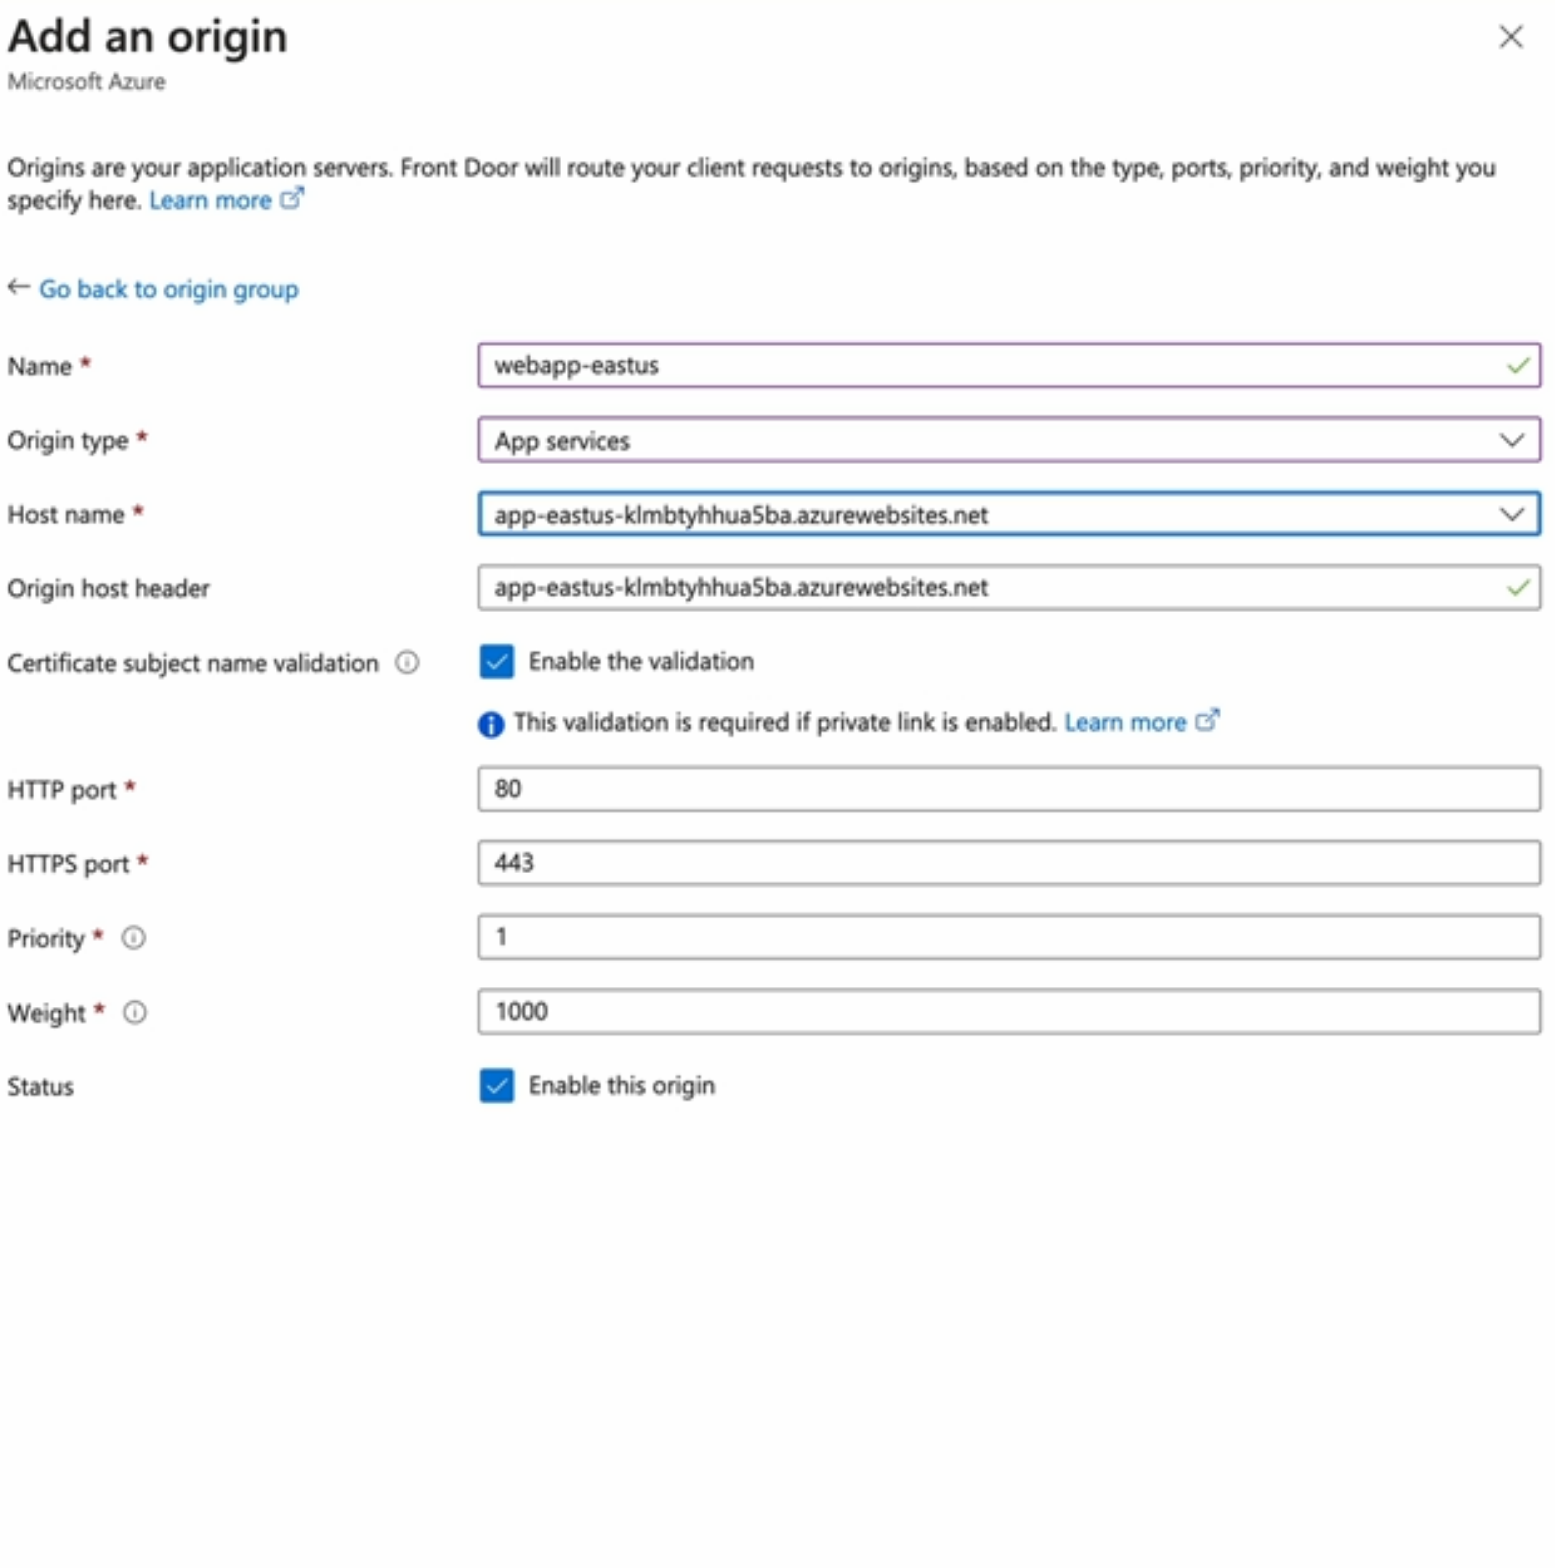 Add an origin
Microsoft Azure
Origins are your application servers. Front Door will route your client requests to origins, based on the type, ports, priority, and weight you
specify here. Learn more
← Go back to origin group
Name * webapp-eastus
Origin type * App services
Host name * app-eastus-klmbtyhhua5ba.azurewebsites.net
Origin host header app-eastus-klmbtyhhua5ba.azurewebsites.net
Certificate subject name validation Enable the validation
This validation is required if private link is enabled. Learn more
HTTP port * 80
HTTPS port * 443
Priority * 1
Weight * 1000
Status Enable this origin